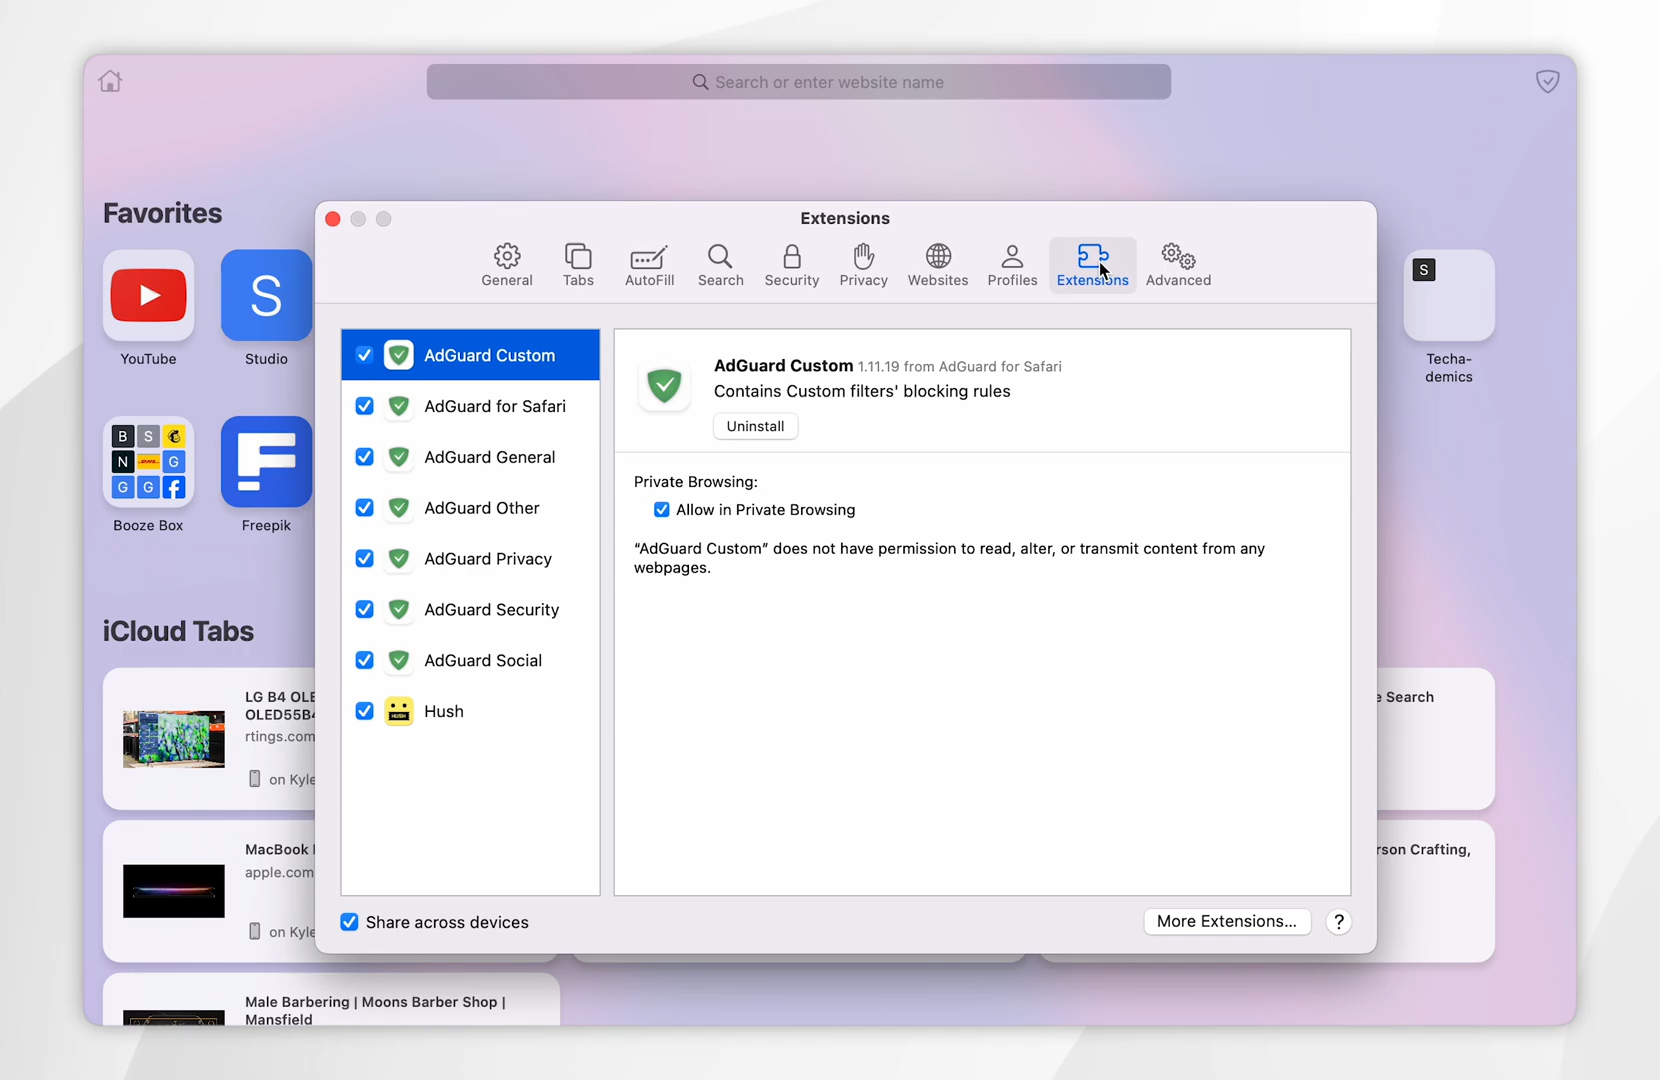 Search or enter website name
Favorites
YouTube
Studio
S
S
Techa-
demics
B S
N G
G G f
Booze Box
Freepik
Extensions
General
Tabs
AutoFill
Search
Security
Privacy
Websites
Profiles
Extensions
Advanced
AdGuard Custom
AdGuard for Safari
AdGuard General
AdGuard Other
AdGuard Privacy
AdGuard Security
AdGuard Social
HUSH
Hush
AdGuard Custom 1.11.19 from AdGuard for Safari
Contains Custom filters' blocking rules
Uninstall
Private Browsing:
Allow in Private Browsing
“AdGuard Custom” does not have permission to read, alter, or transmit content from any
webpages.
Share across devices
More Extensions...
?
iCloud Tabs
LG B4 OLE
OLED55B4
rtings.com
on Kyle
e Search
MacBook
apple.com
on Kyle
rson Crafting,
Male Barbering | Moons Barber Shop |
Mansfield